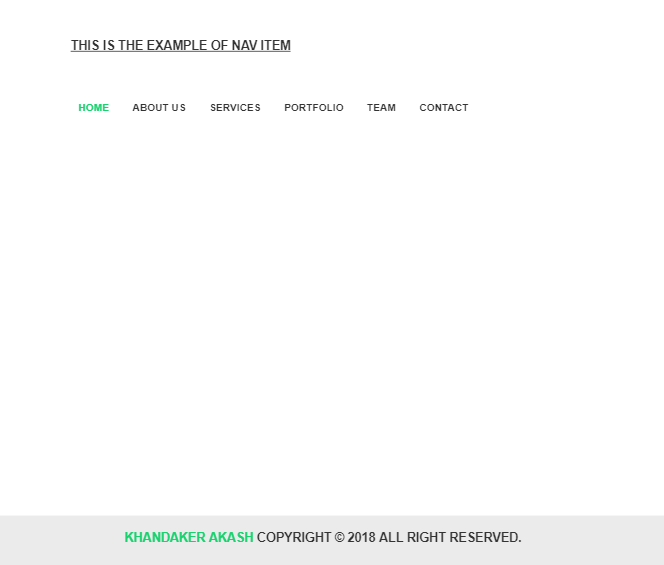 THIS IS THE EXAMPLE OF NAV ITEM
HOME ABOUT US SERVICES PORTFOLIO TEAM CONTACT
KHANDAKER AKASH COPYRIGHT © 2018 ALL RIGHT RESERVED.